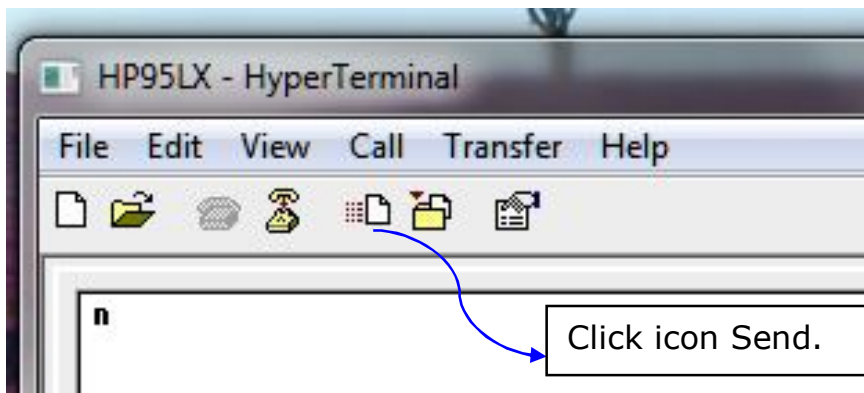 HP95LX - HyperTerminal
File Edit View Call Transfer Help
n
Click icon Send.